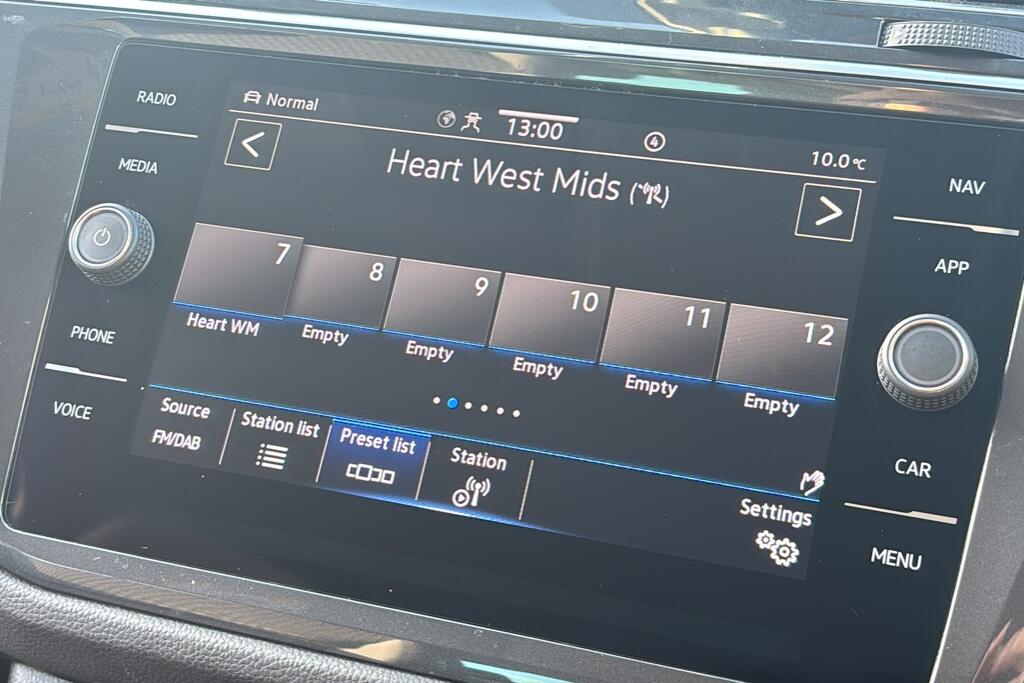 RADIO
MEDIA
PHONE
VOICE
Normal
13:00
4
10.0°C
Heart West Mids
7
8
9
10
11
12
Heart WM
Empty
Empty
Empty
Empty
Empty
Source
FM/DAB
Station list
Preset list
Station
Settings
NAV
APP
CAR
MENU